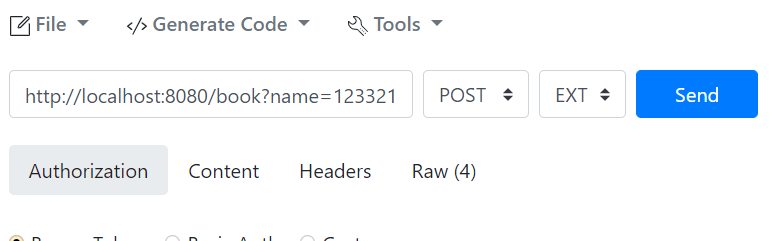 File
</> Generate Code
Tools
http://localhost:8080/book?name=123321
POST
EXT
Send
Authorization
Content
Headers
Raw (4)